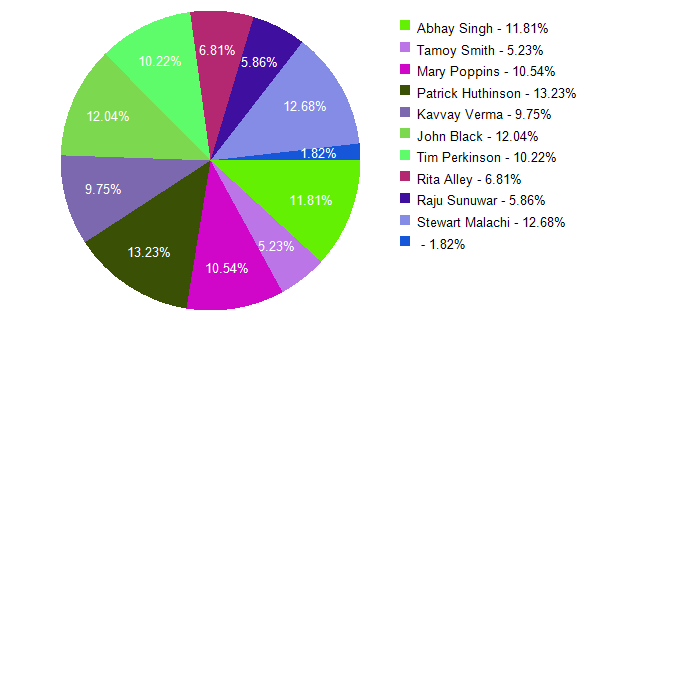 Abhay Singh - 11.81%
Tamoy Smith - 5.23%
Mary Poppins - 10.54%
Patrick Huthinson - 13.23%
Kavvay Verma - 9.75%
John Black - 12.04%
Tim Perkinson - 10.22%
Rita Alley - 6.81%
Raju Sunuwar - 5.86%
Stewart Malachi - 12.68%
- 1.82%
6.81%
5.86%
10.22%
12.68%
12.04%
1.82%
9.75%
11.81%
5.23%
13.23%
10.54%